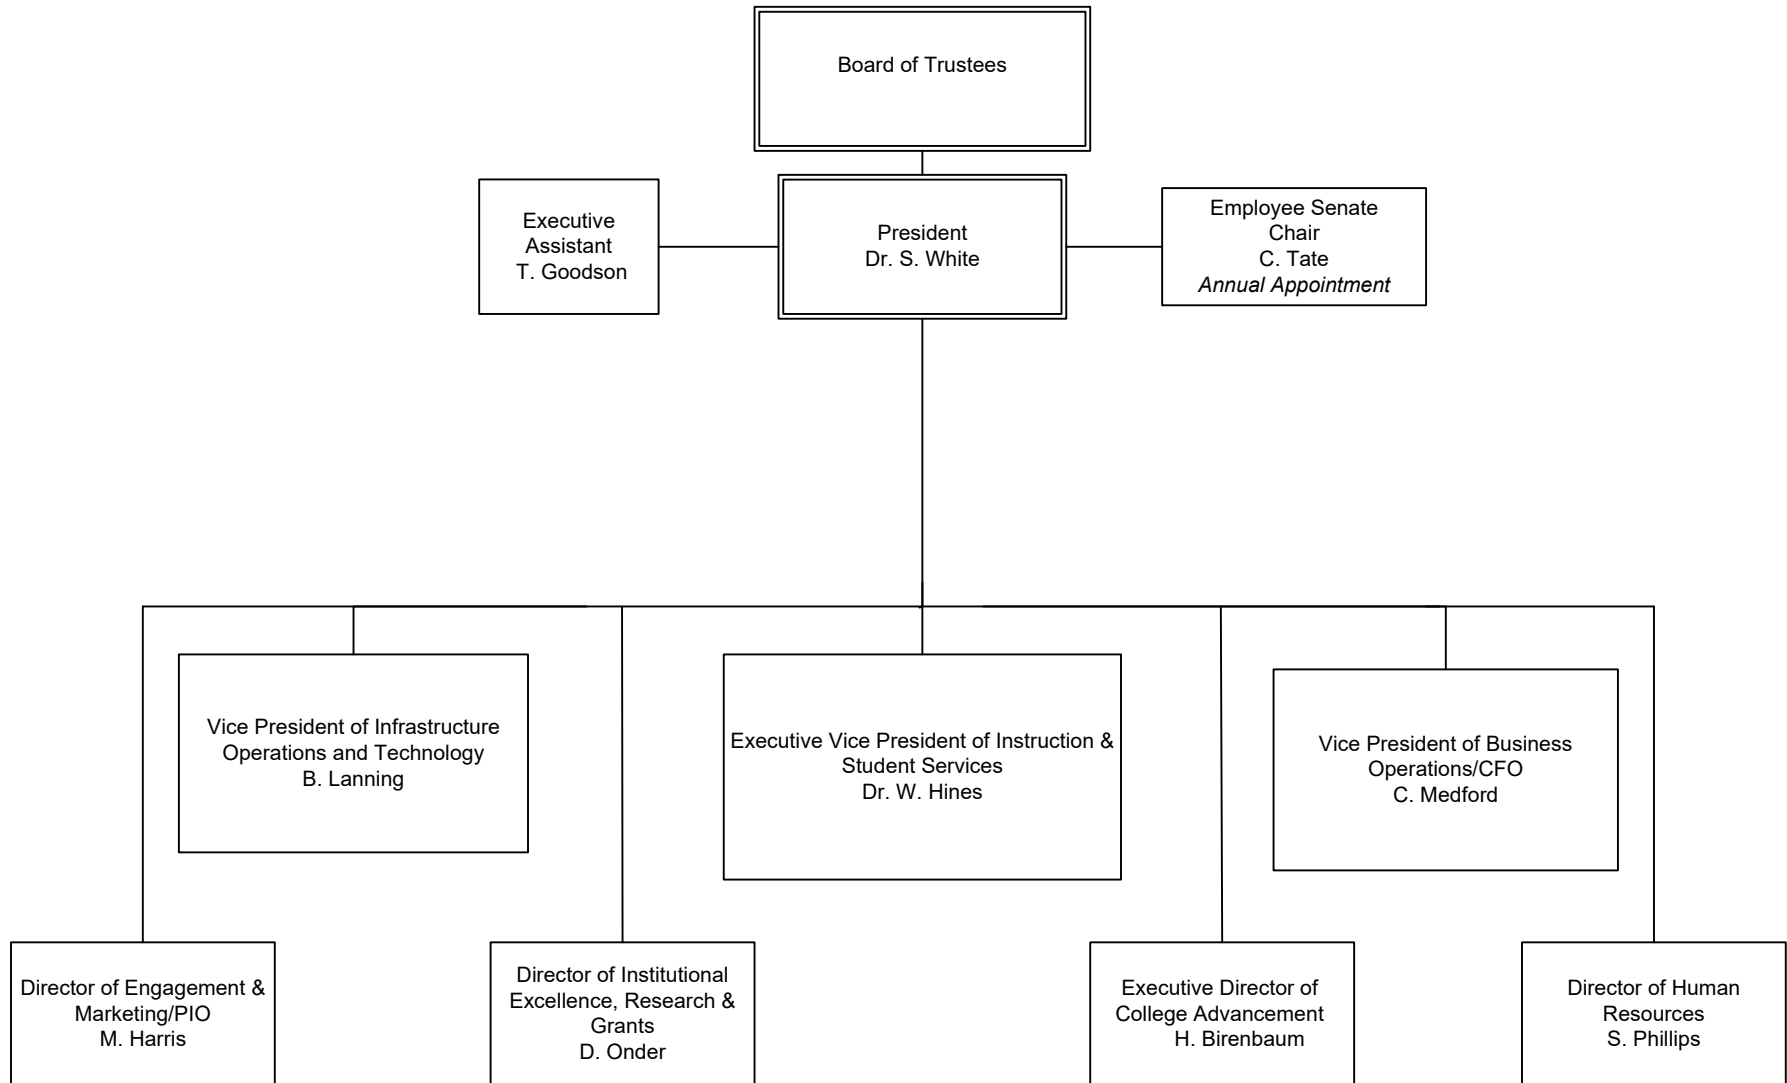 Board of Trustees
Executive
Assistant
T. Goodson
President
Dr. S. White
Employee Senate
Chair
C. Tate
Annual Appointment
Vice President of Infrastructure
Operations and Technology
B. Lanning
Executive Vice President of Instruction &
Student Services
Dr. W. Hines
Vice President of Business
Operations/CFO
C. Medford
Director of Engagement &
Marketing/PIO
M. Harris
Director of Institutional
Excellence, Research &
Grants
D. Onder
Executive Director of
College Advancement
H. Birenbaum
Director of Human
Resources
S. Phillips